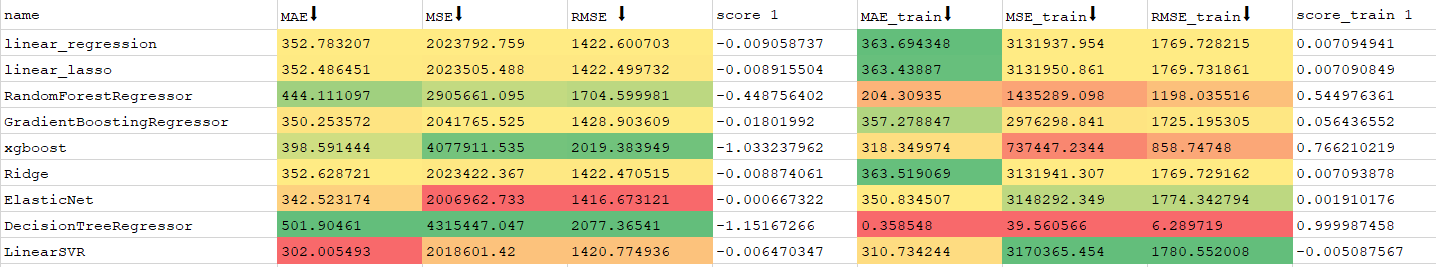 name MAE⬇ MSE⬇ RMSE ⬇ score 1 MAE_train⬇ MSE_train⬇ RMSE_train⬇ score_train 1
linear_regression 352.783207 2023792.759 1422.600703 -0.009058737 363.694348 3131937.954 1769.728215 0.007094941
linear_lasso 352.486451 2023505.488 1422.499732 -0.008915504 363.43887 3131950.861 1769.731861 0.007090849
RandomForestRegressor 444.111097 2905661.095 1704.599981 -0.448756402 204.30935 1435289.098 1198.035516 0.544976361
GradientBoostingRegressor 350.253572 2041765.525 1428.903609 -0.01801992 357.278847 2976298.841 1725.195305 0.056436552
xgboost 398.591444 4077911.535 2019.383949 -1.033237962 318.349974 737447.2344 858.74748 0.766210219
Ridge 352.628721 2023422.367 1422.470515 -0.008874061 363.519069 3131941.307 1769.729162 0.007093878
ElasticNet 342.523174 2006962.733 1416.673121 -0.000667322 350.834507 3148292.349 1774.342794 0.001910176
DecisionTreeRegressor 501.90461 4315447.047 2077.36541 -1.15167266 0.358548 39.560566 6.289719 0.999987458
LinearSVR 302.005493 2018601.42 1420.774936 -0.006470347 310.734244 3170365.454 1780.552008 -0.005087567